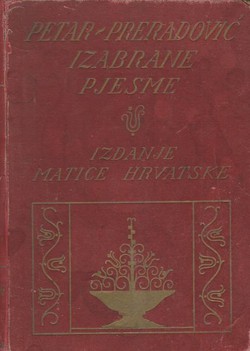 PETAR-PRERADOVIĆ
IZABRANE
PJESME
IZDANJE
MATICE HRVATSKE